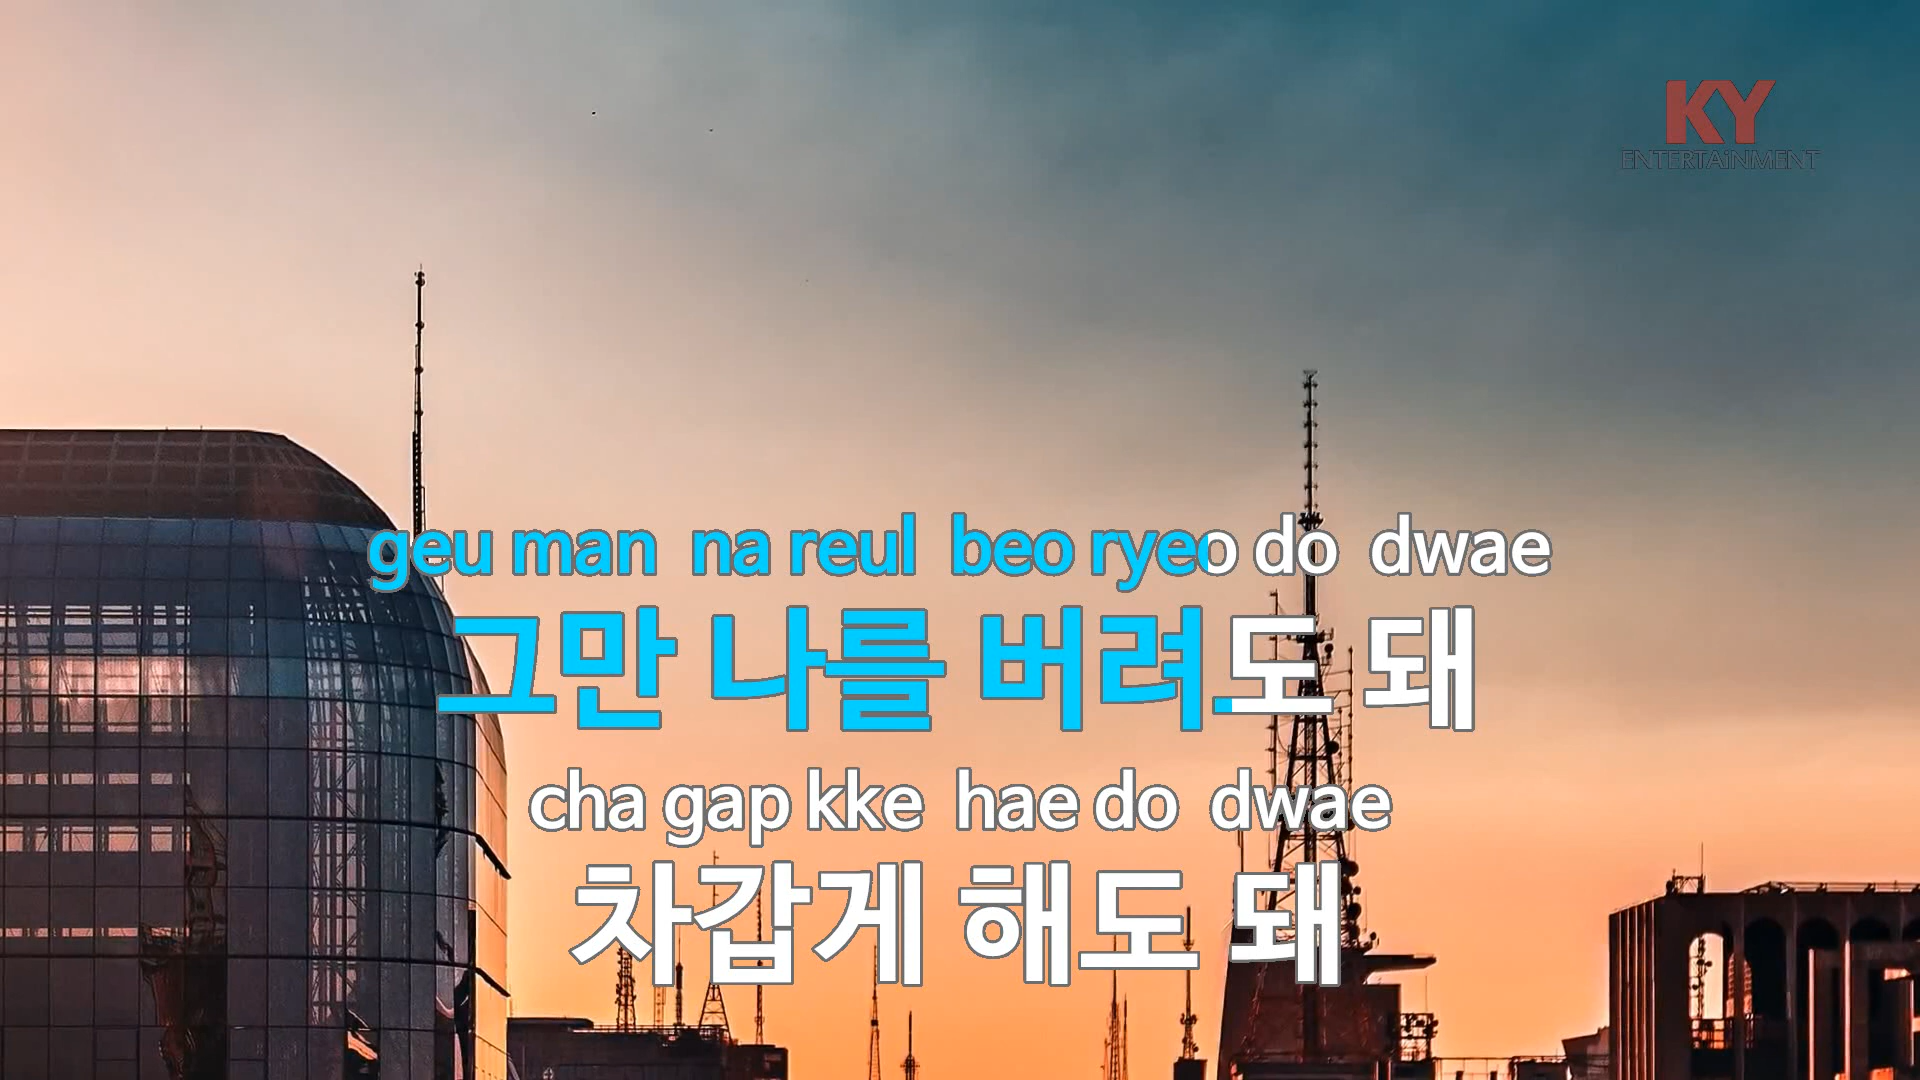 KY
ENTERTAiNMENT
geu man na reul beo ryeo do dwae
그만 나를 버려도 돼
cha gap kke hae do dwae
차갑게 해도 돼